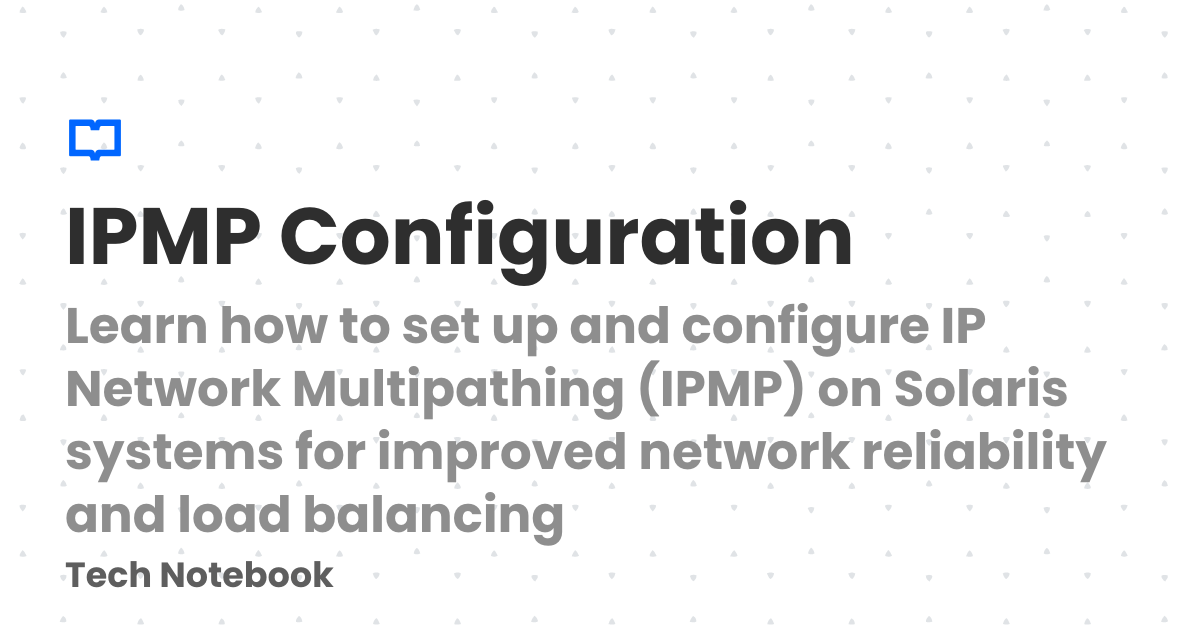 IPMP Configuration
Learn how to set up and configure IP
Network Multipathing (IPMP) on Solaris
systems for improved network reliability
and load balancing
Tech Notebook